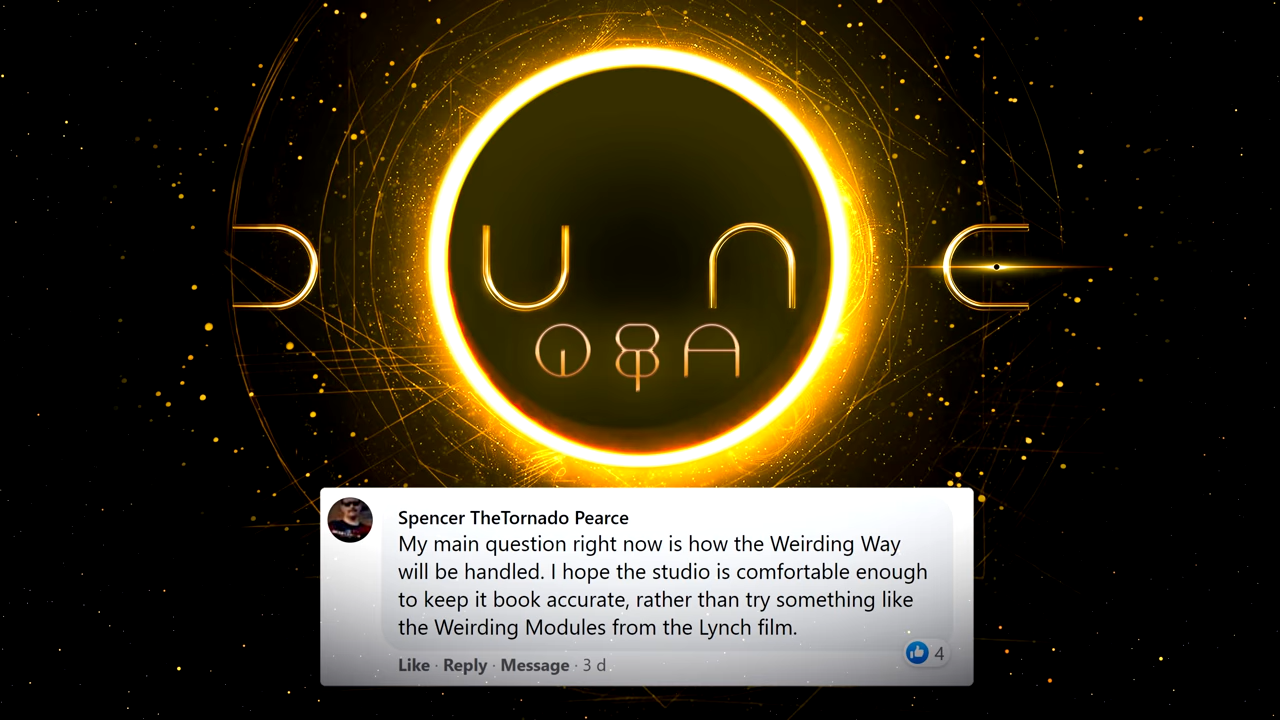 DUNE
Q&A
Spencer TheTornado Pearce
My main question right now is how the Weirding Way
will be handled. I hope the studio is comfortable enough
to keep it book accurate, rather than try something like
the Weirding Modules from the Lynch film.
Like · Reply · Message · 3 d
4